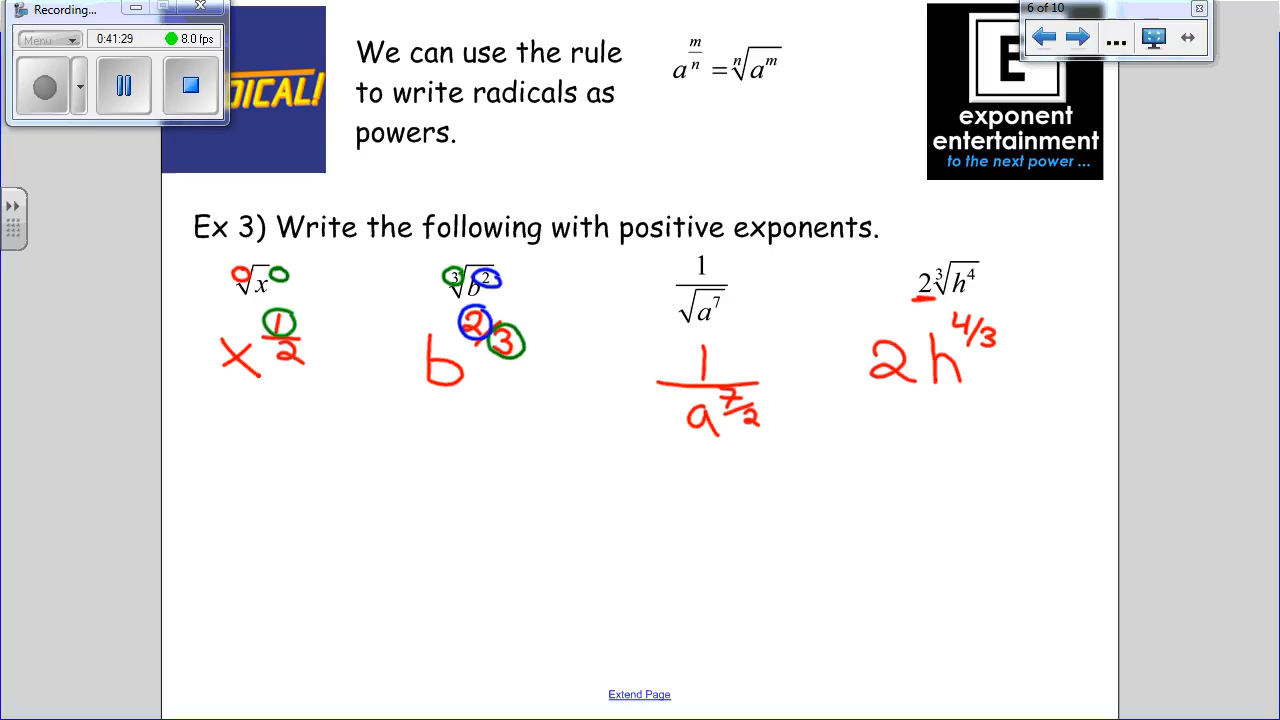 Recording...
6 of 10
Menu
0:41:29
8.0 fps
...
DICAL!
We can use the rule
to write radicals as
powers.
a^(m/n) = ⁿ√(a^m)
E
exponent
entertainment
to the next power ...
Ex 3) Write the following with positive exponents.
√x
³√(b²)
1/√(a⁷)
2³√(h⁴)
x^(1/2)
b^(2/3)
1/a^(7/2)
2h^(4/3)
Extend Page